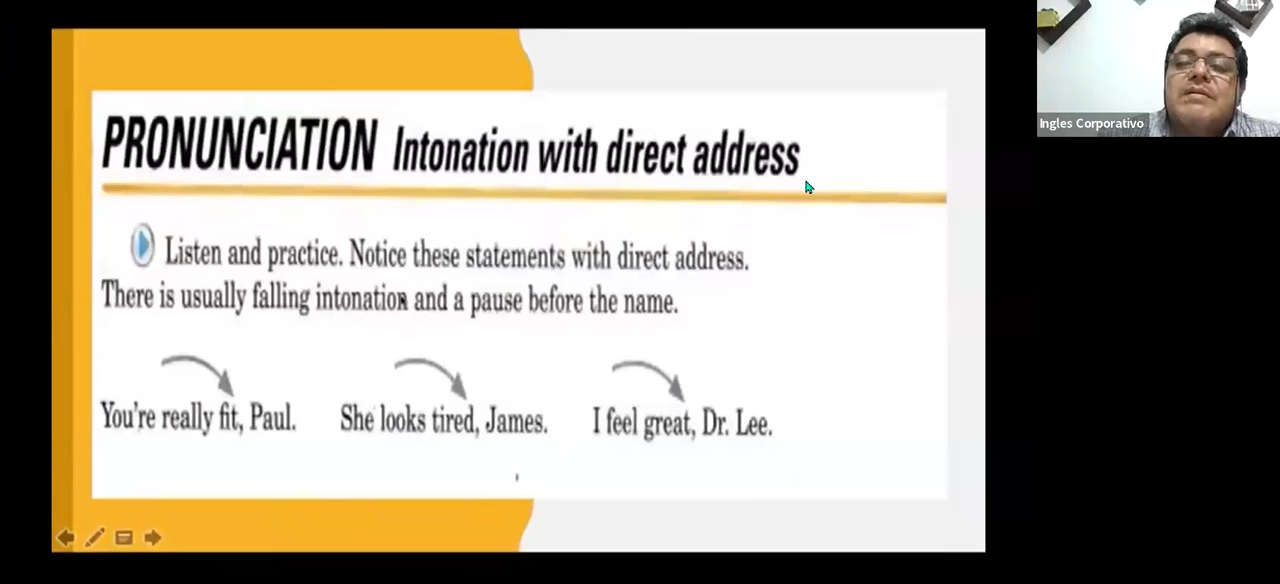 PRONUNCIATION Intonation with direct address
Listen and practice. Notice these statements with direct address.
There is usually falling intonation and a pause before the name.
You're really fit, Paul. She looks tired, James. I feel great, Dr. Lee.
Ingles Corporativo